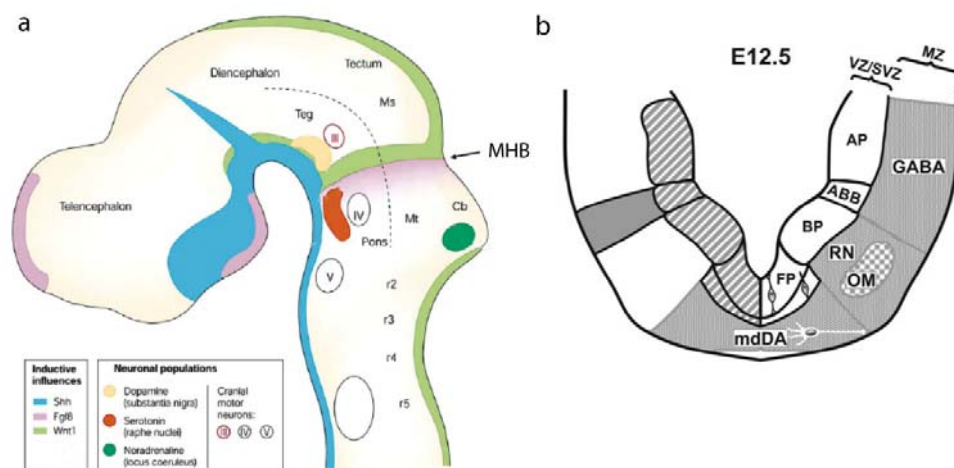 a
Diencephalon
Tectum
Ms
Teg
III
MHB
Telencephalon
IV
Mt
Cb
Pons
V
r2
r3
r4
r5
Inductive
influences
Shh
Fgf8
Wnt1
Neuronal populations
Dopamine
(substantia nigra)
Serotonin
(raphe nuclei)
Noradrenaline
(locus coeruleus)
Cranial
motor
neurons:
III IV V
b
E12.5
VZ/SVZ
MZ
AP
GABA
ABB
BP
RN
FP
OM
mdDA